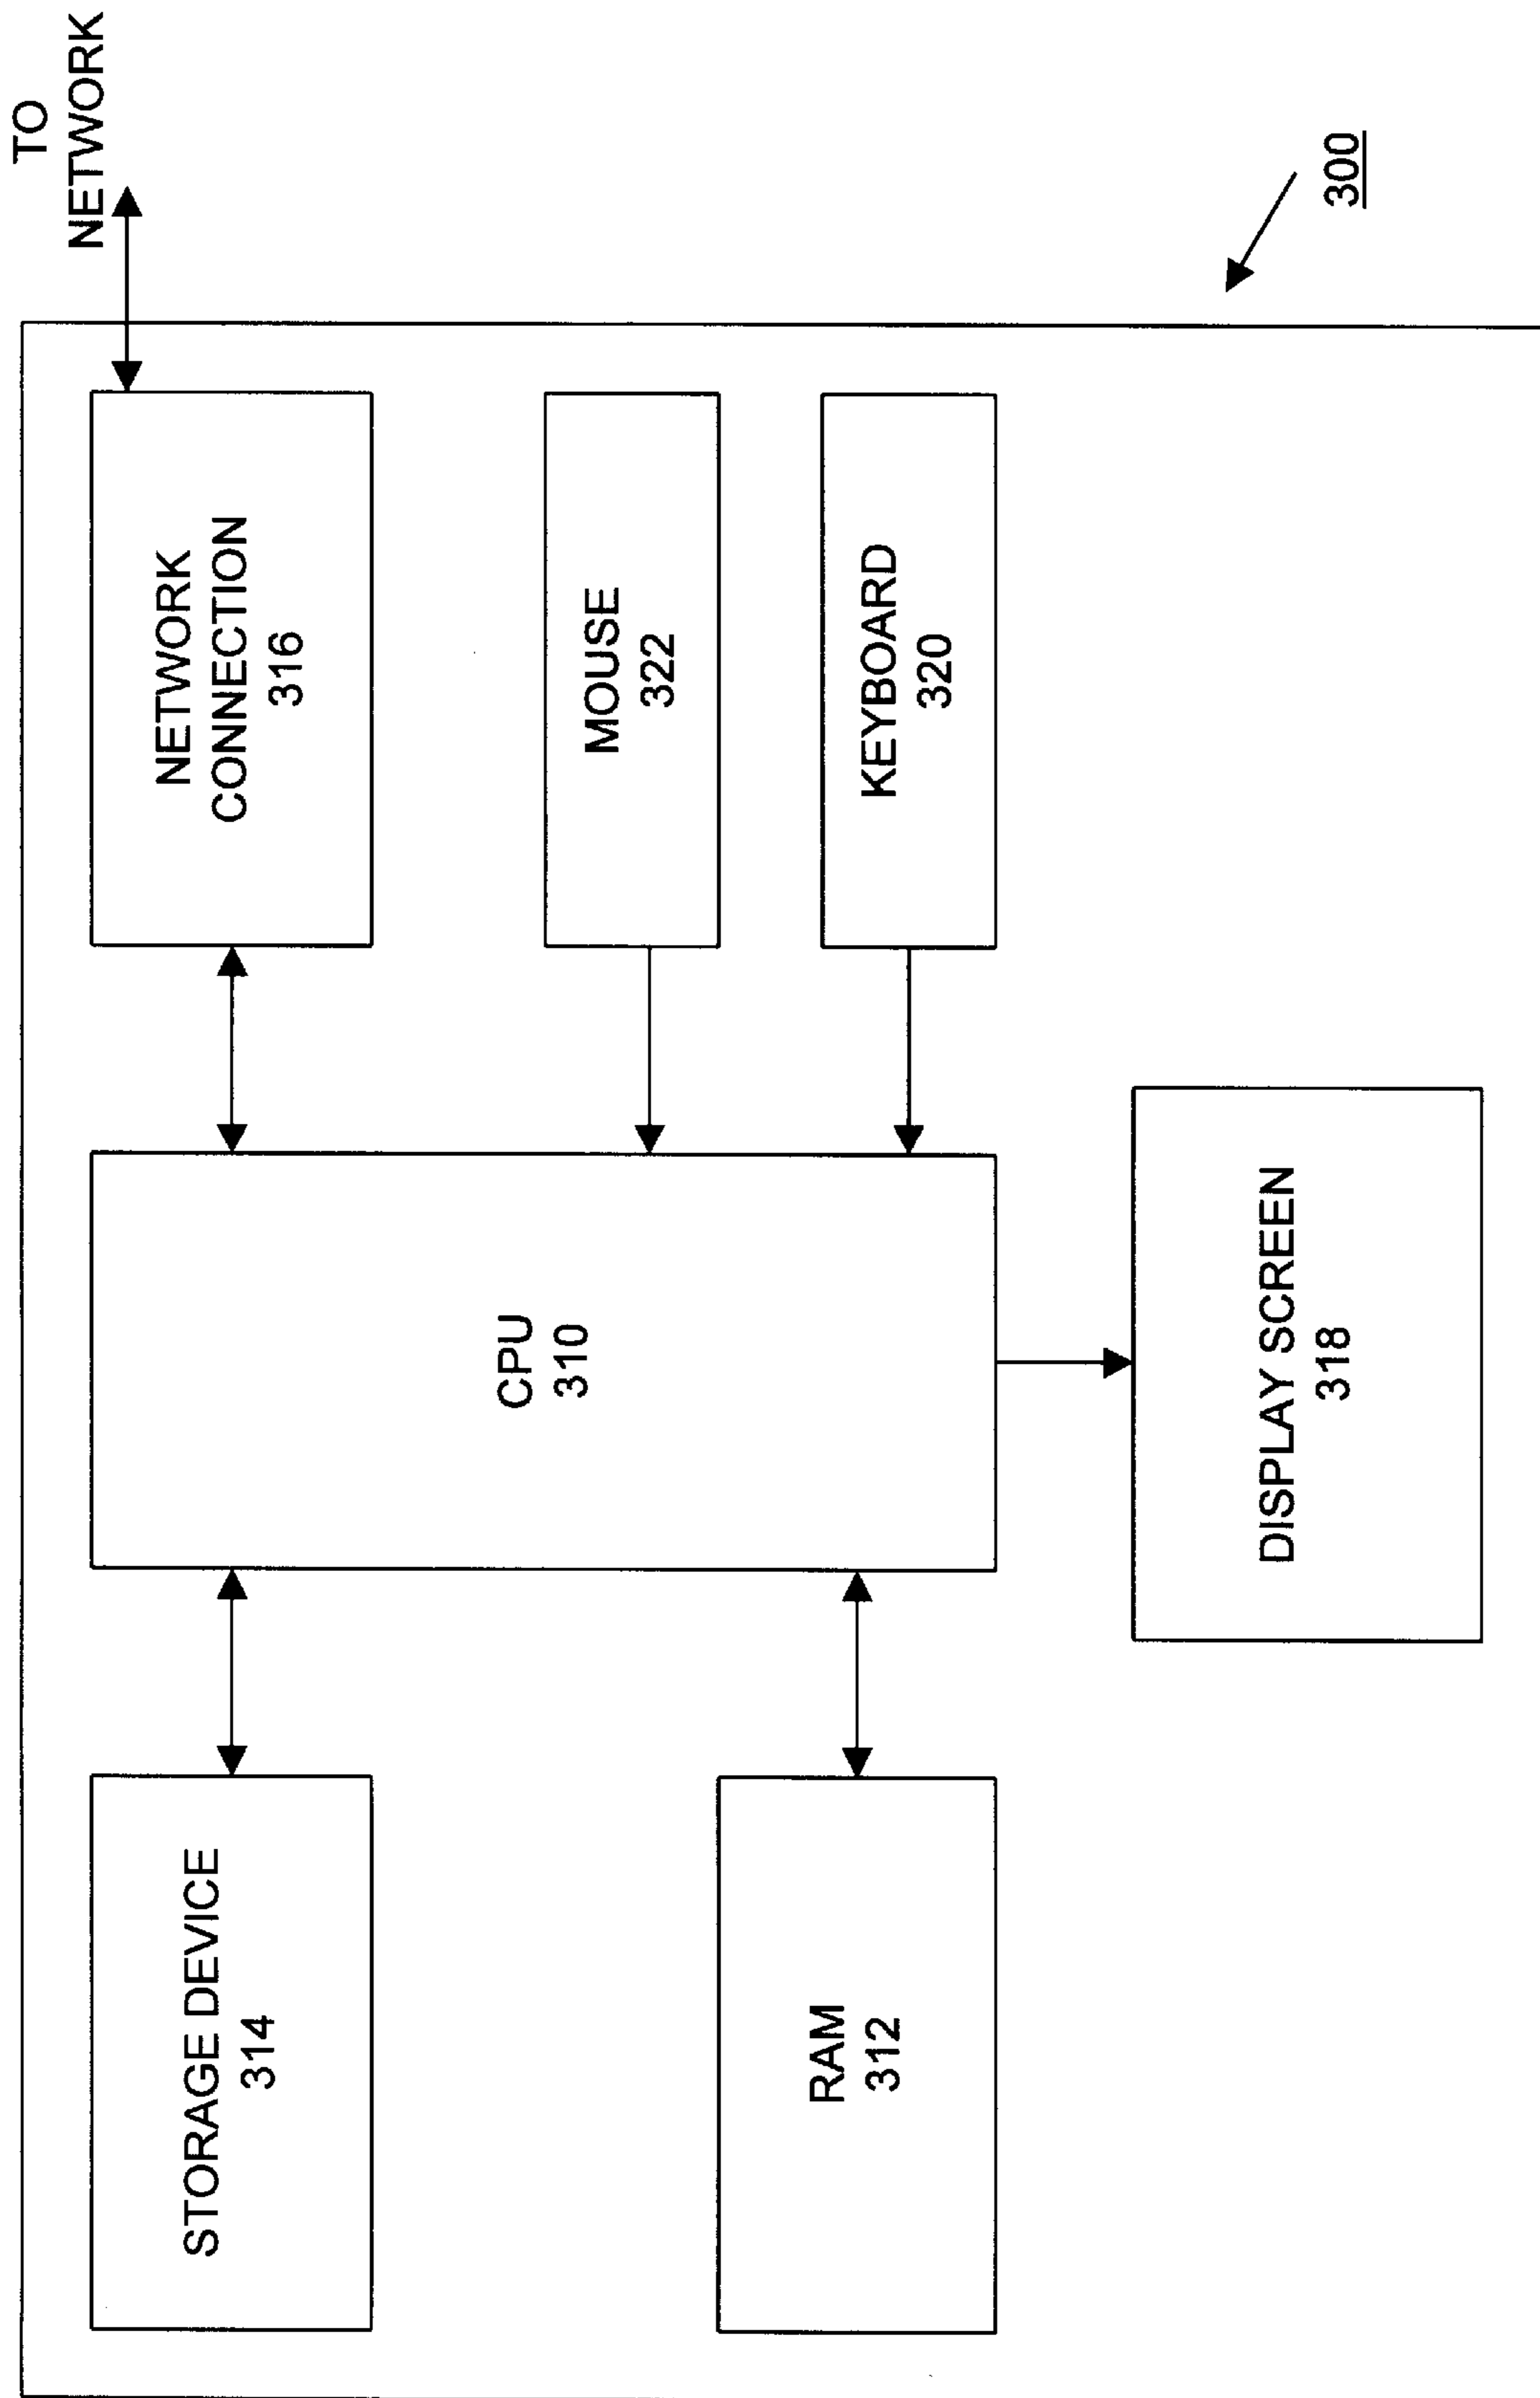 TO
NETWORK
STORAGE DEVICE
314
CPU
310
NETWORK
CONNECTION
316
MOUSE
322
RAM
312
KEYBOARD
320
DISPLAY SCREEN
318
300